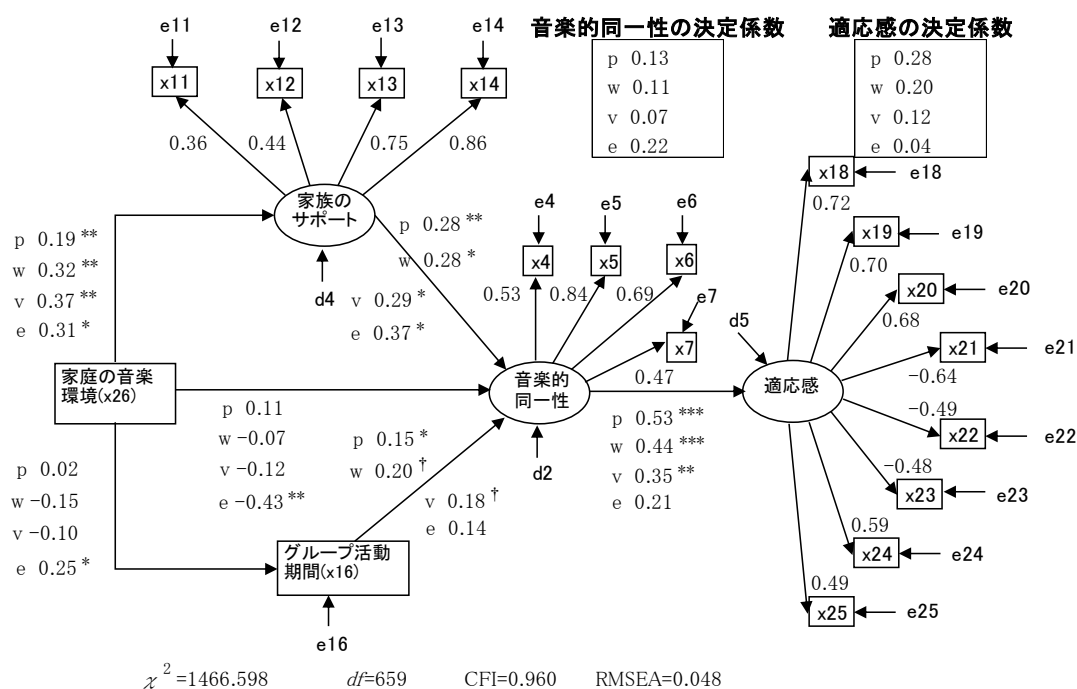 e11
e12
e13
e14
音楽的同一性の決定係数
適応感の決定係数
x11
x12
x13
x14
p 0.13
w 0.11
v 0.07
e 0.22
p 0.28
w 0.20
v 0.12
e 0.04
0.36
0.44
0.75
0.86
家族の
サポート
d4
p 0.19 **
w 0.32 **
v 0.37 **
e 0.31 *
p 0.28 **
w 0.28 *
v 0.29 *
e 0.37 *
e4
e5
e6
x4
x5
x6
e7
x7
0.53
0.84
0.69
0.47
x18
e18
0.72
x19
e19
0.70
x20
e20
0.68
x21
e21
-0.64
x22
e22
-0.49
x23
e23
-0.48
x24
e24
0.59
x25
e25
0.49
d5
適応感
家庭の音楽
環境(x26)
音楽的
同一性
d2
p 0.11
w -0.07
v -0.12
e -0.43 **
p 0.15 *
w 0.20 †
v 0.18 †
e 0.14
p 0.53 ***
w 0.44 ***
v 0.35 **
e 0.21
p 0.02
w -0.15
v -0.10
e 0.25 *
グループ活動
期間(x16)
e16
χ² =1466.598 df=659 CFI=0.960 RMSEA=0.048